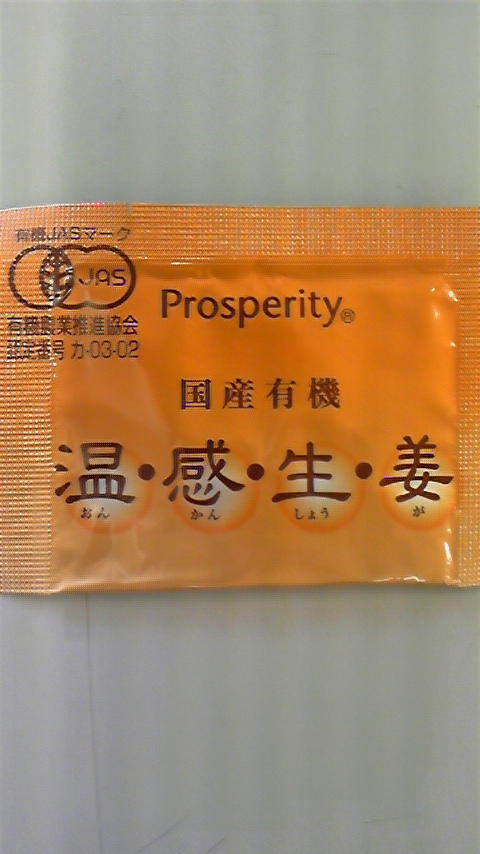 有機JASマーク
JAS
有機農業推進協会
認定番号 カ-03-02
Prosperity®
国産有機
温・感・生・姜
おん かん しょう が